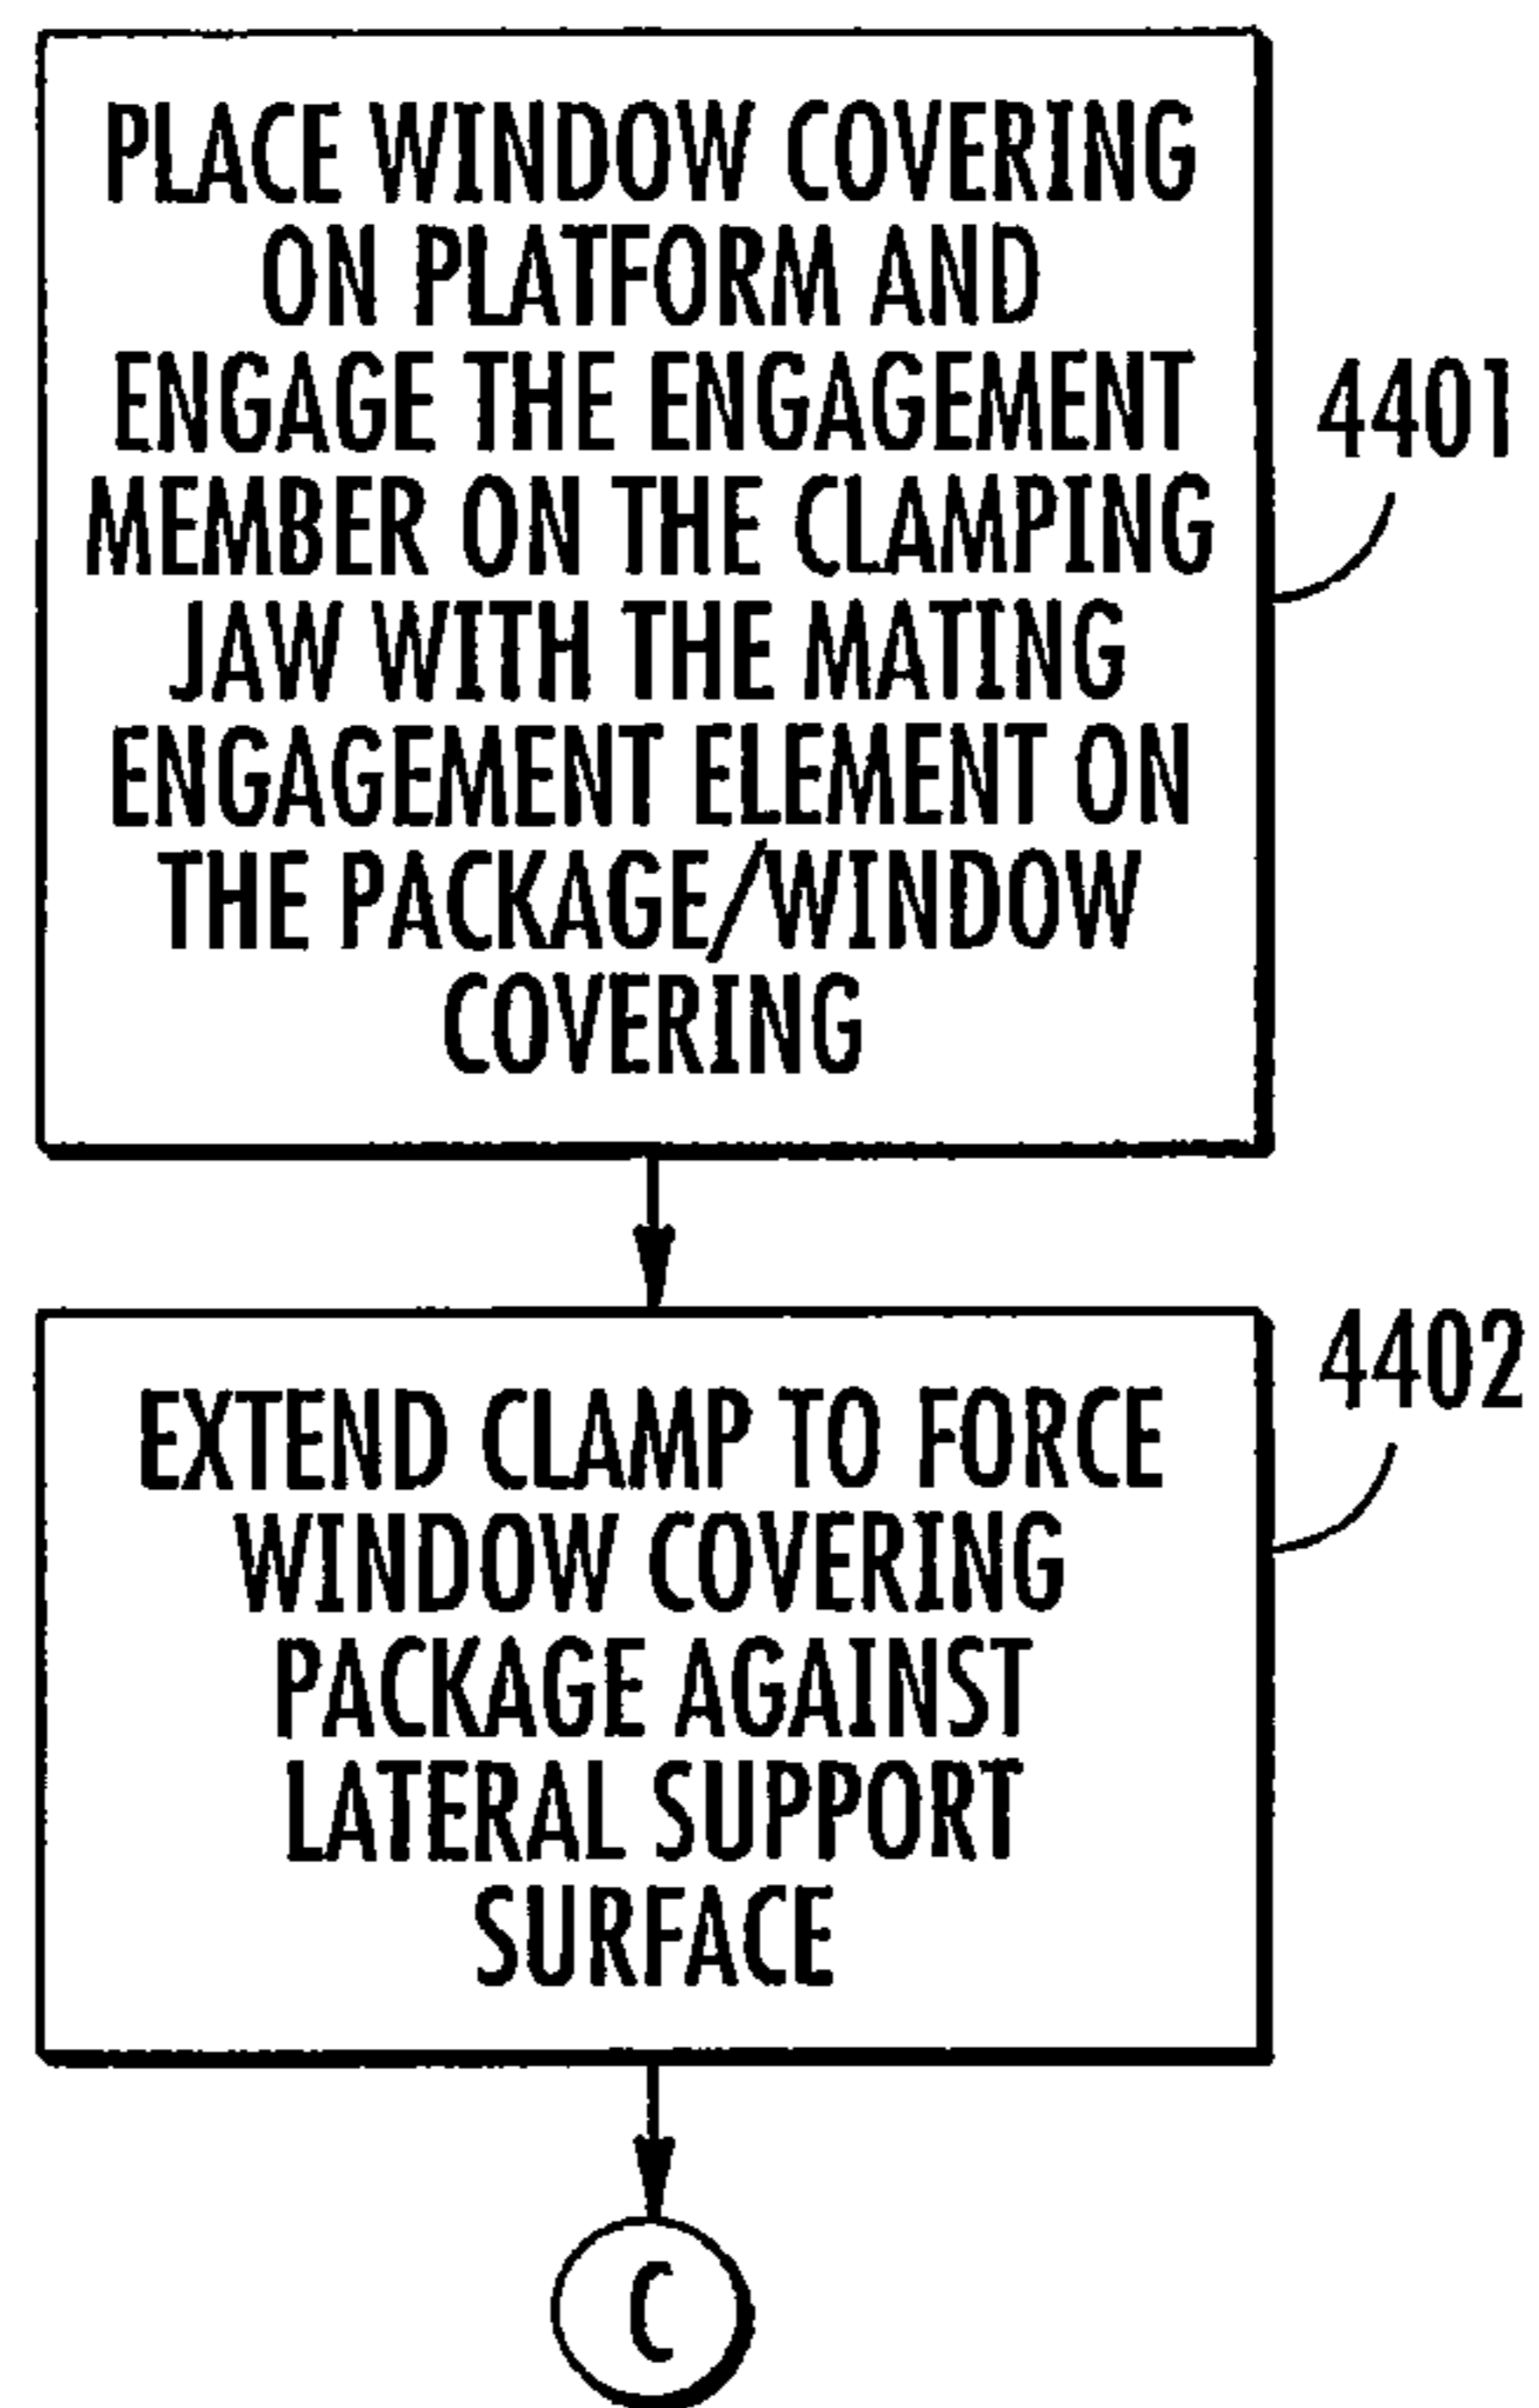 PLACE WINDOW COVERING
ON PLATFORM AND
ENGAGE THE ENGAGEMENT
MEMBER ON THE CLAMPING
JAW WITH THE MATING
ENGAGEMENT ELEMENT ON
THE PACKAGE/WINDOW
COVERING
4401
EXTEND CLAMP TO FORCE
WINDOW COVERING
PACKAGE AGAINST
LATERAL SUPPORT
SURFACE
4402
C